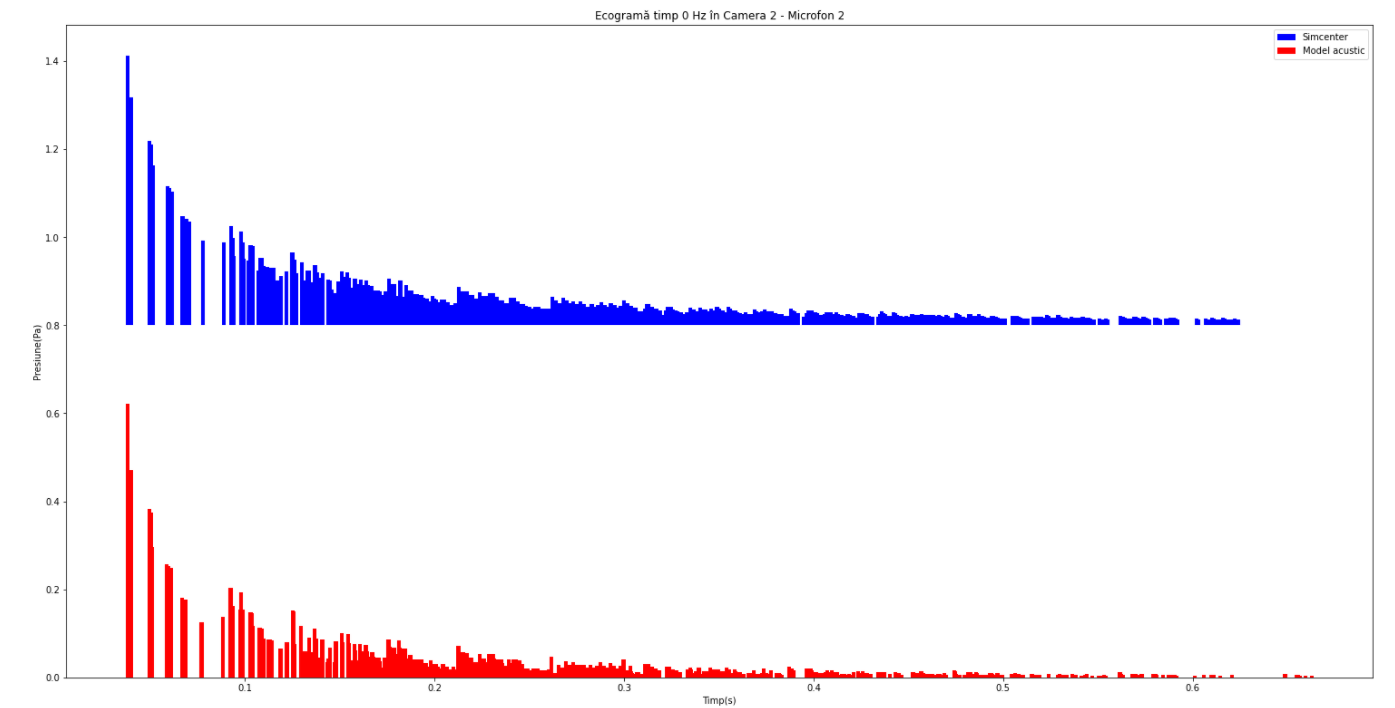 Ecogramă timp 0 Hz în Camera 2 - Microfon 2
Simcenter
Model acustic
1.4
1.2
1.0
0.8
0.6
0.4
0.2
0.0
Presiune(Pa)
0.1 0.2 0.3 0.4 0.5 0.6
Timp(s)